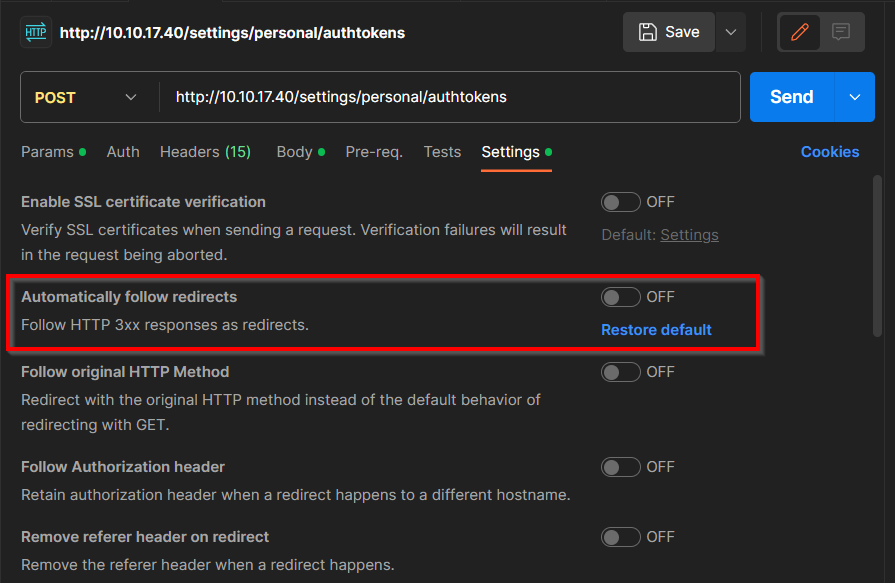 HTTP http://10.10.17.40/settings/personal/authtokens Save
POST http://10.10.17.40/settings/personal/authtokens Send
Params Auth Headers (15) Body Pre-req. Tests Settings Cookies
Enable SSL certificate verification OFF
Verify SSL certificates when sending a request. Verification failures will result Default: Settings
in the request being aborted.
Automatically follow redirects OFF
Follow HTTP 3xx responses as redirects. Restore default
Follow original HTTP Method OFF
Redirect with the original HTTP method instead of the default behavior of
redirecting with GET.
Follow Authorization header OFF
Retain authorization header when a redirect happens to a different hostname.
Remove referer header on redirect OFF
Remove the referer header when a redirect happens.